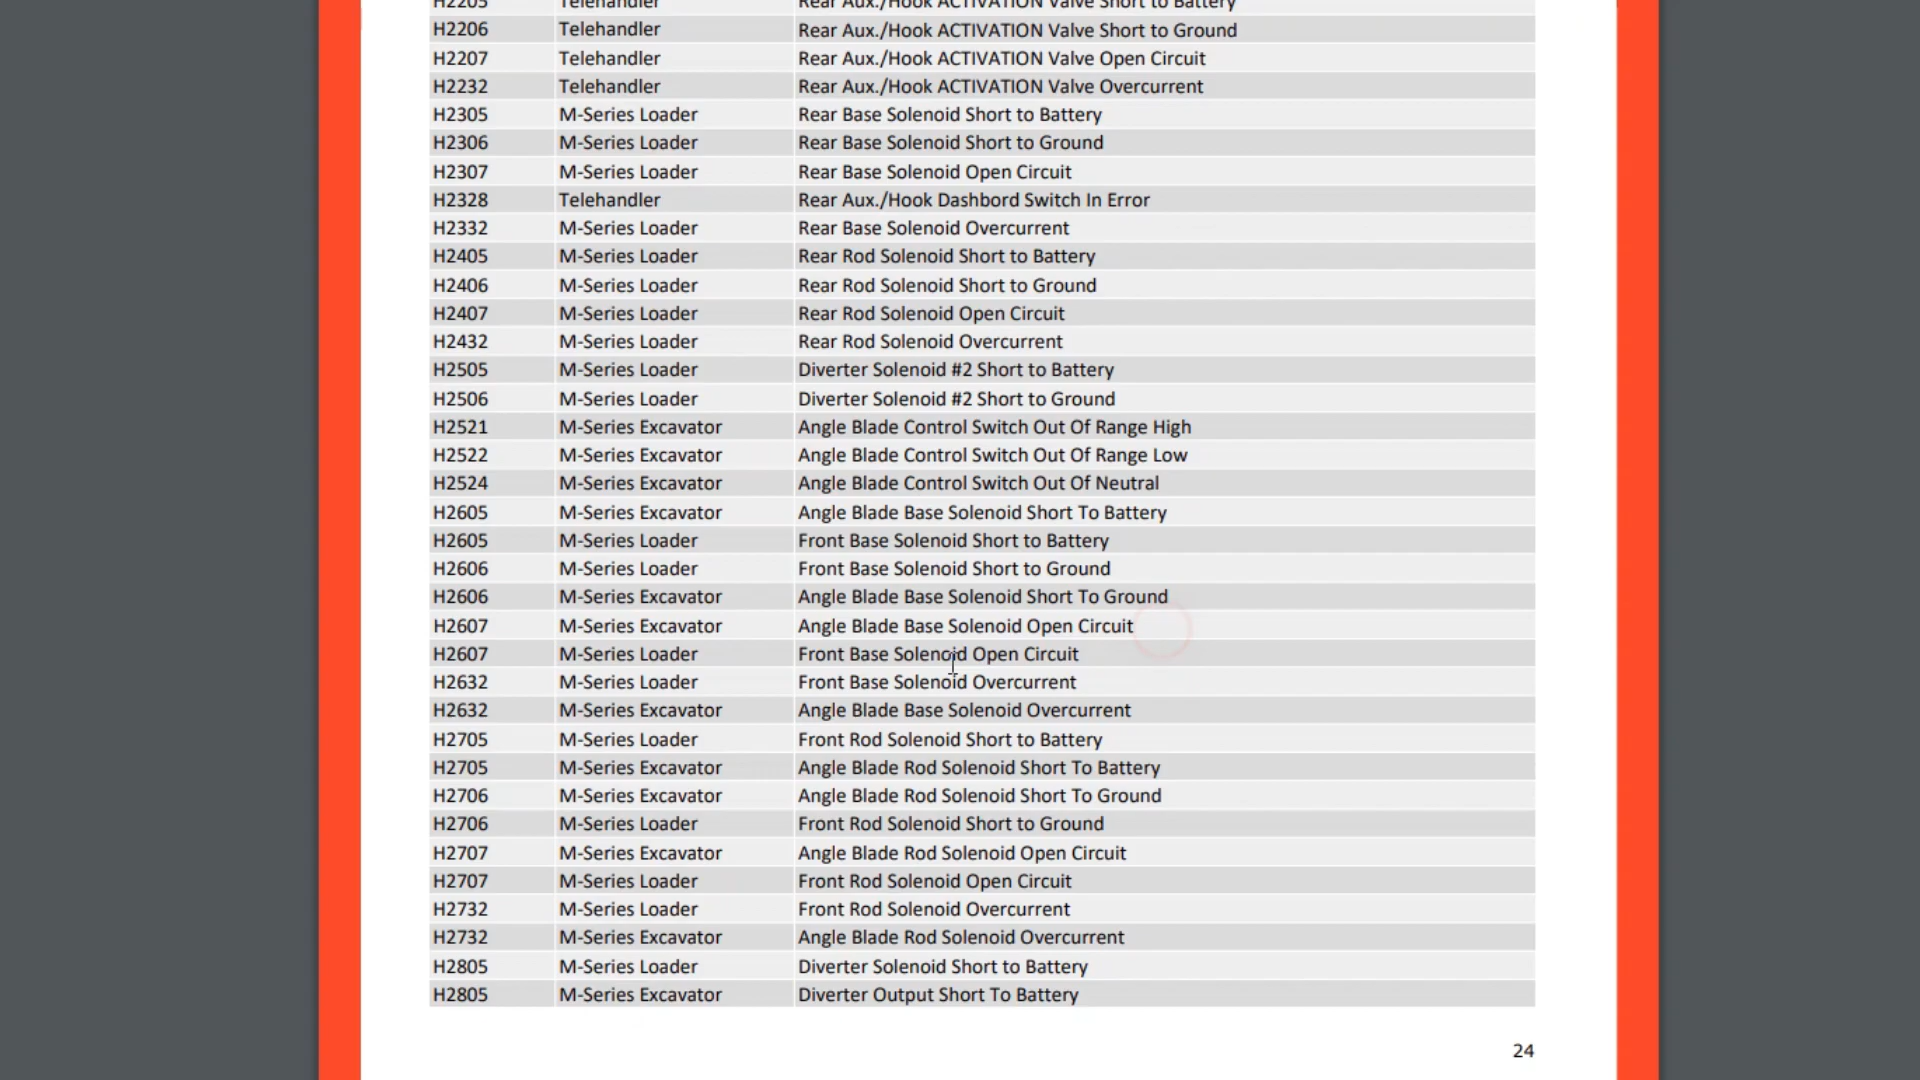 H2205 Telehandler Rear Aux./Hook ACTIVATION Valve Short to Battery
H2206 Telehandler Rear Aux./Hook ACTIVATION Valve Short to Ground
H2207 Telehandler Rear Aux./Hook ACTIVATION Valve Open Circuit
H2232 Telehandler Rear Aux./Hook ACTIVATION Valve Overcurrent
H2305 M-Series Loader Rear Base Solenoid Short to Battery
H2306 M-Series Loader Rear Base Solenoid Short to Ground
H2307 M-Series Loader Rear Base Solenoid Open Circuit
H2328 Telehandler Rear Aux./Hook Dashbord Switch In Error
H2332 M-Series Loader Rear Base Solenoid Overcurrent
H2405 M-Series Loader Rear Rod Solenoid Short to Battery
H2406 M-Series Loader Rear Rod Solenoid Short to Ground
H2407 M-Series Loader Rear Rod Solenoid Open Circuit
H2432 M-Series Loader Rear Rod Solenoid Overcurrent
H2505 M-Series Loader Diverter Solenoid #2 Short to Battery
H2506 M-Series Loader Diverter Solenoid #2 Short to Ground
H2521 M-Series Excavator Angle Blade Control Switch Out Of Range High
H2522 M-Series Excavator Angle Blade Control Switch Out Of Range Low
H2524 M-Series Excavator Angle Blade Control Switch Out Of Neutral
H2605 M-Series Excavator Angle Blade Base Solenoid Short To Battery
H2605 M-Series Loader Front Base Solenoid Short to Battery
H2606 M-Series Loader Front Base Solenoid Short to Ground
H2606 M-Series Excavator Angle Blade Base Solenoid Short To Ground
H2607 M-Series Excavator Angle Blade Base Solenoid Open Circuit
H2607 M-Series Loader Front Base Solenoid Open Circuit
H2632 M-Series Loader Front Base Solenoid Overcurrent
H2632 M-Series Excavator Angle Blade Base Solenoid Overcurrent
H2705 M-Series Loader Front Rod Solenoid Short to Battery
H2705 M-Series Excavator Angle Blade Rod Solenoid Short To Battery
H2706 M-Series Excavator Angle Blade Rod Solenoid Short To Ground
H2706 M-Series Loader Front Rod Solenoid Short to Ground
H2707 M-Series Excavator Angle Blade Rod Solenoid Open Circuit
H2707 M-Series Loader Front Rod Solenoid Open Circuit
H2732 M-Series Loader Front Rod Solenoid Overcurrent
H2732 M-Series Excavator Angle Blade Rod Solenoid Overcurrent
H2805 M-Series Loader Diverter Solenoid Short to Battery
H2805 M-Series Excavator Diverter Output Short To Battery
24